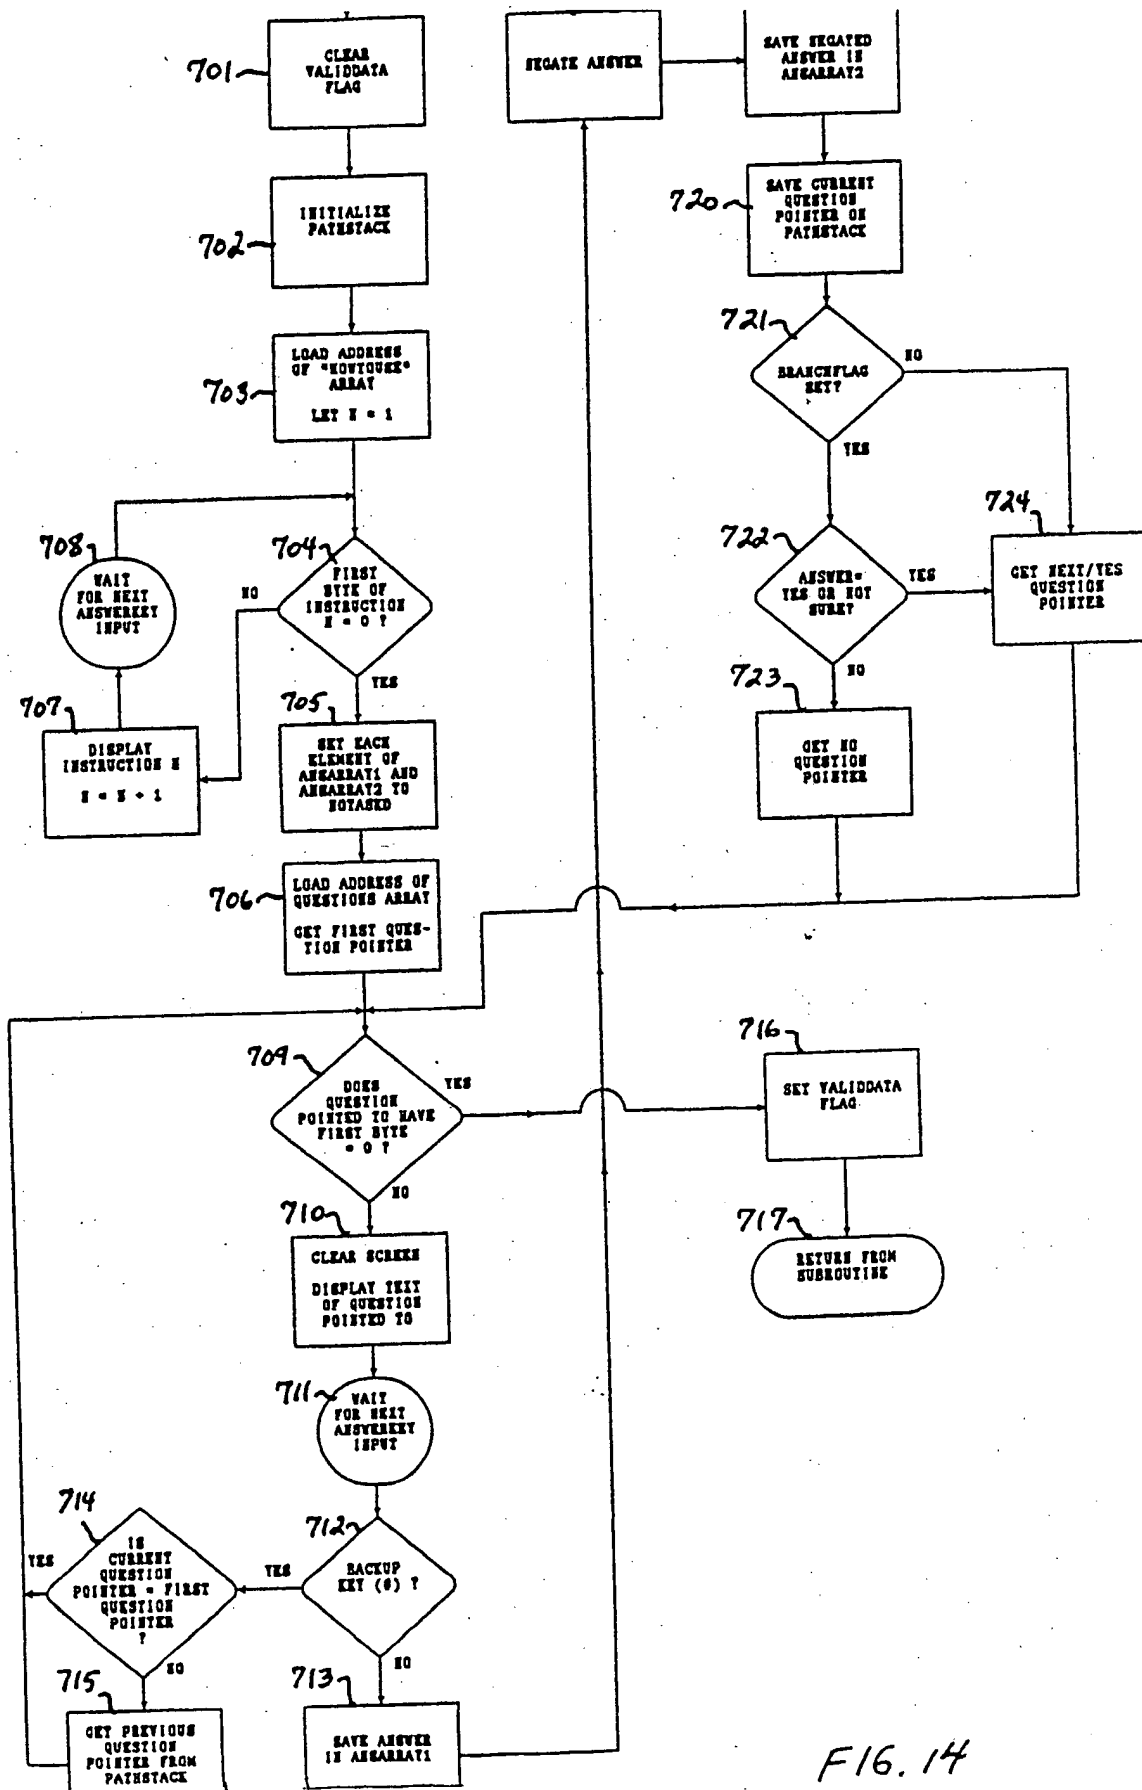 701
CLEAR
VALIDDATA
FLAG
702
INITIALIZE
PATHSTACK
703
LOAD ADDRESS
OF "HOWTOUSE"
ARRAY
LET N = 1
704
FIRST
BYTE OF
INSTRUCTION
N = 0 ?
NO
YES
708
WAIT
FOR NEXT
ANSWERKEY
INPUT
707
DISPLAY
INSTRUCTION N
N = N + 1
705
SET EACH
ELEMENT OF
ANSARRAY1 AND
ANSARRAY2 TO
NOTASKED
706
LOAD ADDRESS OF
QUESTIONS ARRAY
GET FIRST QUES-
TION POINTER
709
DOES
QUESTION
POINTED TO HAVE
FIRST BYTE
= 0 ?
YES
NO
710
CLEAR SCREEN
DISPLAY TEXT
OF QUESTION
POINTED TO
711
WAIT
FOR NEXT
ANSWERKEY
INPUT
712
BACKUP
KEY (#) ?
YES
NO
714
IS
CURRENT
QUESTION
POINTER = FIRST
QUESTION
POINTER
?
YES
NO
715
GET PREVIOUS
QUESTION
POINTER FROM
PATHSTACK
713
SAVE ANSWER
IN ANSARRAY1
NEGATE ANSWER
SAVE NEGATED
ANSWER IN
ANSARRAY2
720
SAVE CURRENT
QUESTION
POINTER ON
PATHSTACK
721
BRANCHFLAG
SET?
NO
YES
722
ANSWER=
YES OR NOT
SURE?
YES
NO
724
GET NEXT/YES
QUESTION
POINTER
723
GET NO
QUESTION
POINTER
716
SET VALIDDATA
FLAG
717
RETURN FROM
SUBROUTINE
FIG. 14